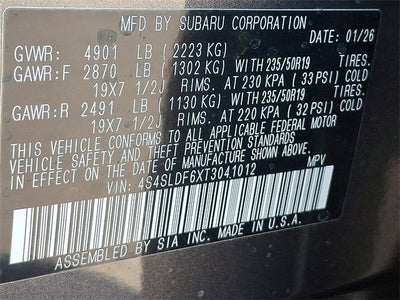 MFD. BY SUBARU CORPORATION DATE: 01/26
GVWR: 4901 LB (2223 KG)
GAWR:F 2870 LB (1302 KG) WITH 235/50R19 TIRES.
19X7 1/2J RIMS. AT 230 KPA (33 PSI) COLD
GAWR:R 2491 LB (1130 KG) WITH 235/50R19 TIRES.
19X7 1/2J RIMS. AT 220 KPA (32 PSI) COLD
THIS VEHICLE CONFORMS TO ALL APPLICABLE FEDERAL MOTOR
VEHICLE SAFETY AND THEFT PREVENTION STANDARDS IN EFFECT ON THE
DATE OF MANUFACTURE SHOWN ABOVE.
VIN: 4S4SLDF6XT3041012 MPV
ASSEMBLED BY SIA INC. MADE IN U.S.A.